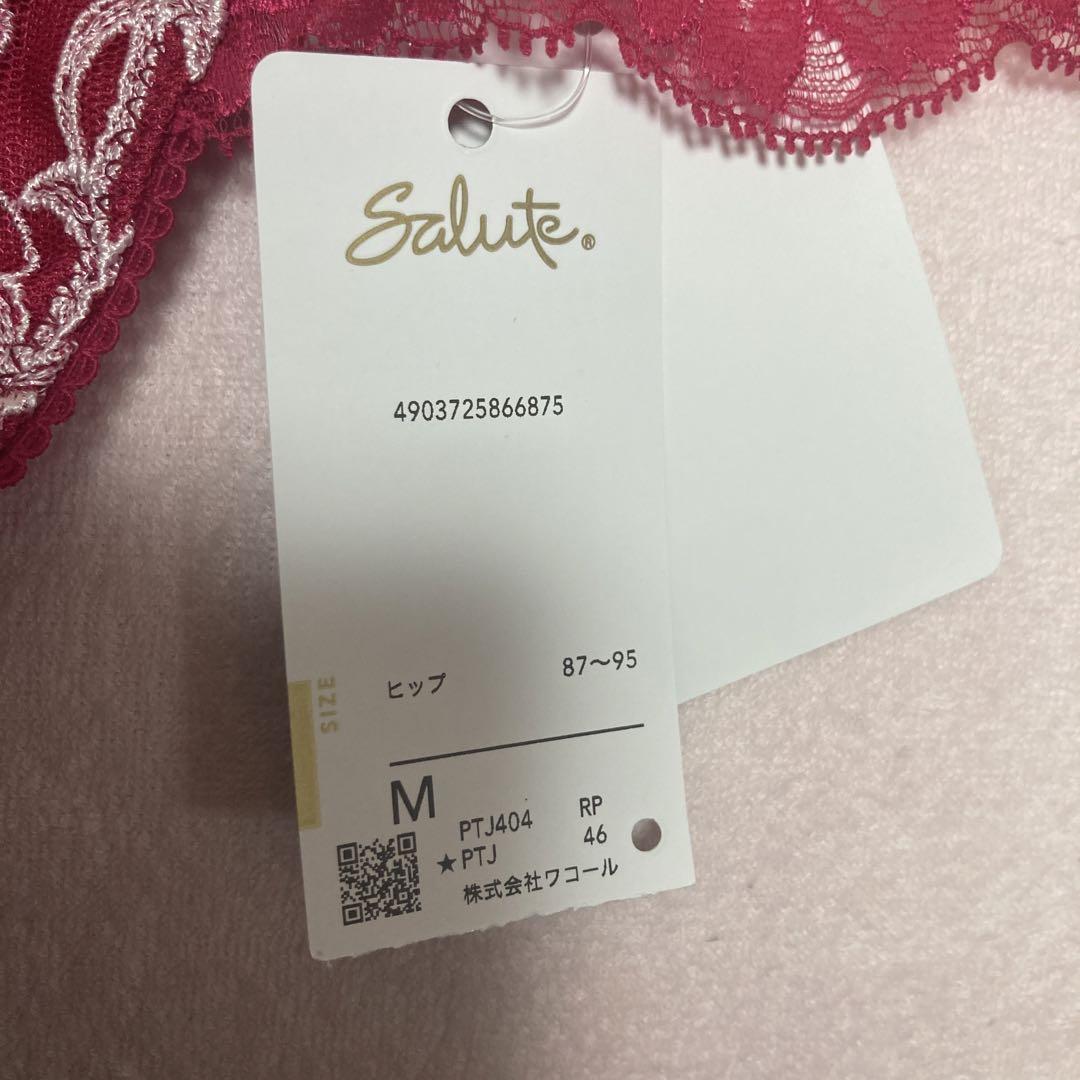 Salute.®
4903725866875
SIZE
ヒップ 87〜95
M
PTJ404 RP
★PTJ 46
株式会社ワコール